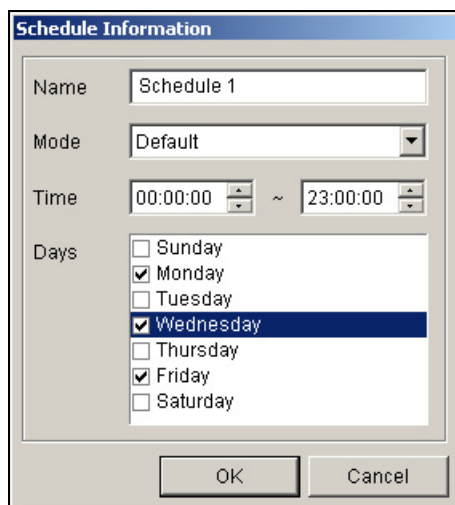 Schedule Information
Name Schedule 1
Mode Default
Time 00:00:00 ~ 23:00:00
Days
Sunday
Monday
Tuesday
Wednesday
Thursday
Friday
Saturday
OK Cancel